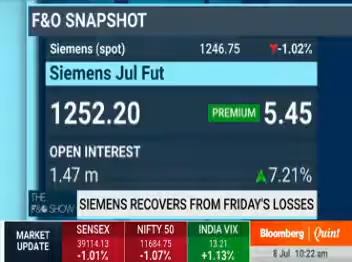 F&O SNAPSHOT
Siemens (spot) 1246.75 ▼-1.02%
Siemens Jul Fut
1252.20 PREMIUM 5.45
OPEN INTEREST
1.47 m ▲7.21%
THE
F&O SHOW
SIEMENS RECOVERS FROM FRIDAY'S LOSSES
MARKET UPDATE
SENSEX
39114.13
-1.01%
NIFTY 50
11684.75
-1.07%
INDIA VIX
13.21
+1.13%
Bloomberg | Quint
8 Jul 10:22 am